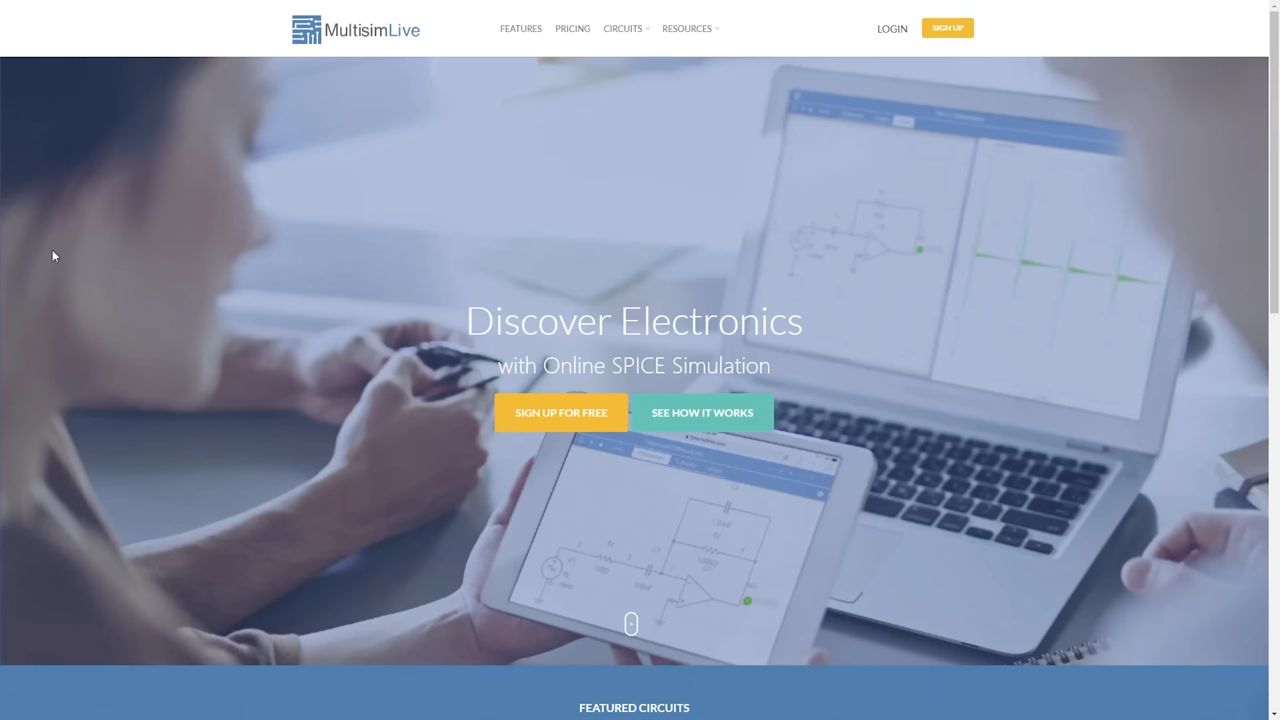 MultisimLive
FEATURES PRICING CIRCUITS RESOURCES
LOGIN SIGN UP
Discover Electronics
with Online SPICE Simulation
SIGN UP FOR FREE SEE HOW IT WORKS
FEATURED CIRCUITS